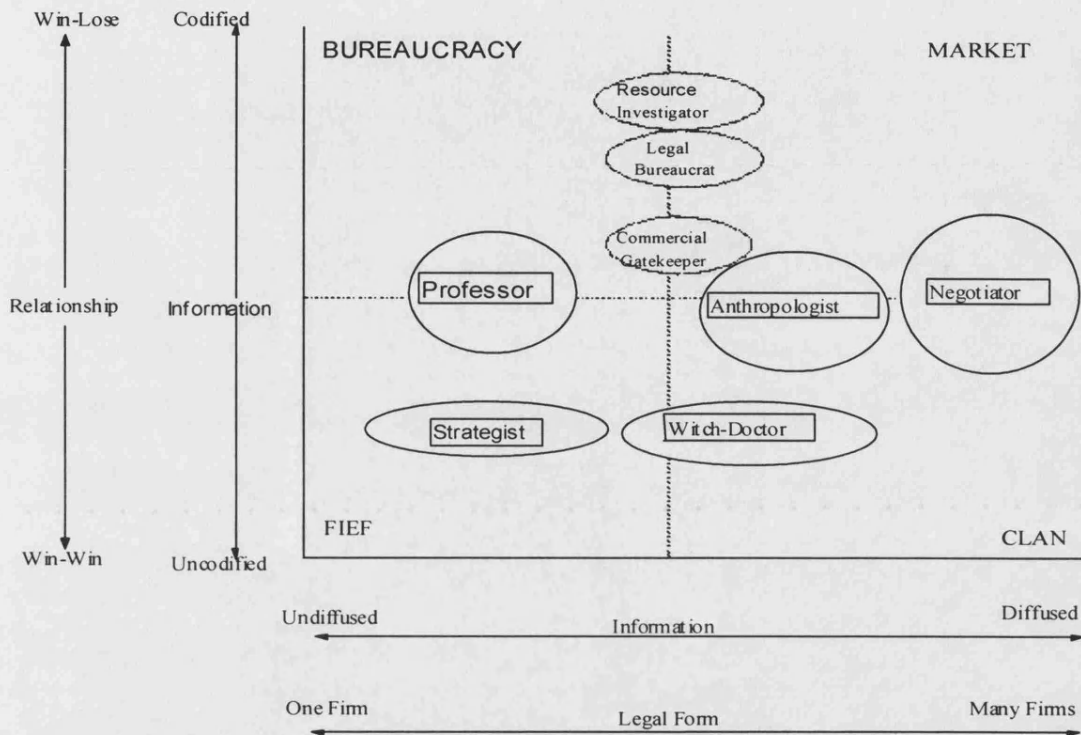 Win-Lose
Codified
BUREAUCRACY
MARKET
Resource
Investigator
Legal
Bureaucrat
Commercial
Gatekeeper
Professor
Anthropologist
Negotiator
Relationship
Information
Strategist
Witch-Doctor
FIEF
CLAN
Win-Win
Uncodified
Undiffused
Information
Diffused
One Firm
Legal Form
Many Firms